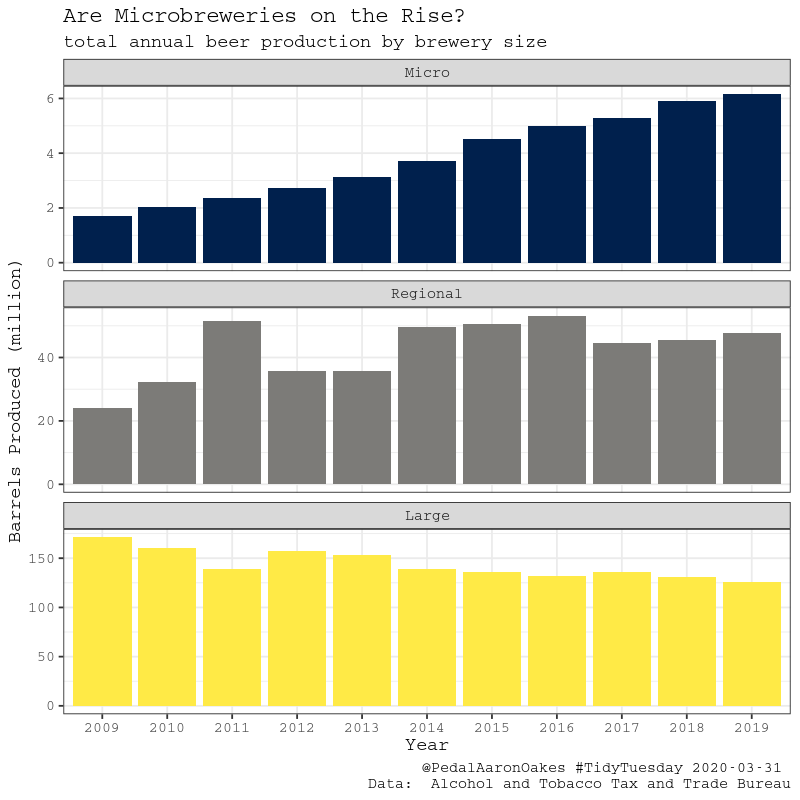 Are Microbreweries on the Rise?
total annual beer production by brewery size
Barrels Produced (million)
Micro
6
4
2
0
Regional
40
20
0
Large
150
100
50
0
2009 2010 2011 2012 2013 2014 2015 2016 2017 2018 2019
Year
@PedalAaronOakes #TidyTuesday 2020-03-31
Data:  Alcohol and Tobacco Tax and Trade Bureau